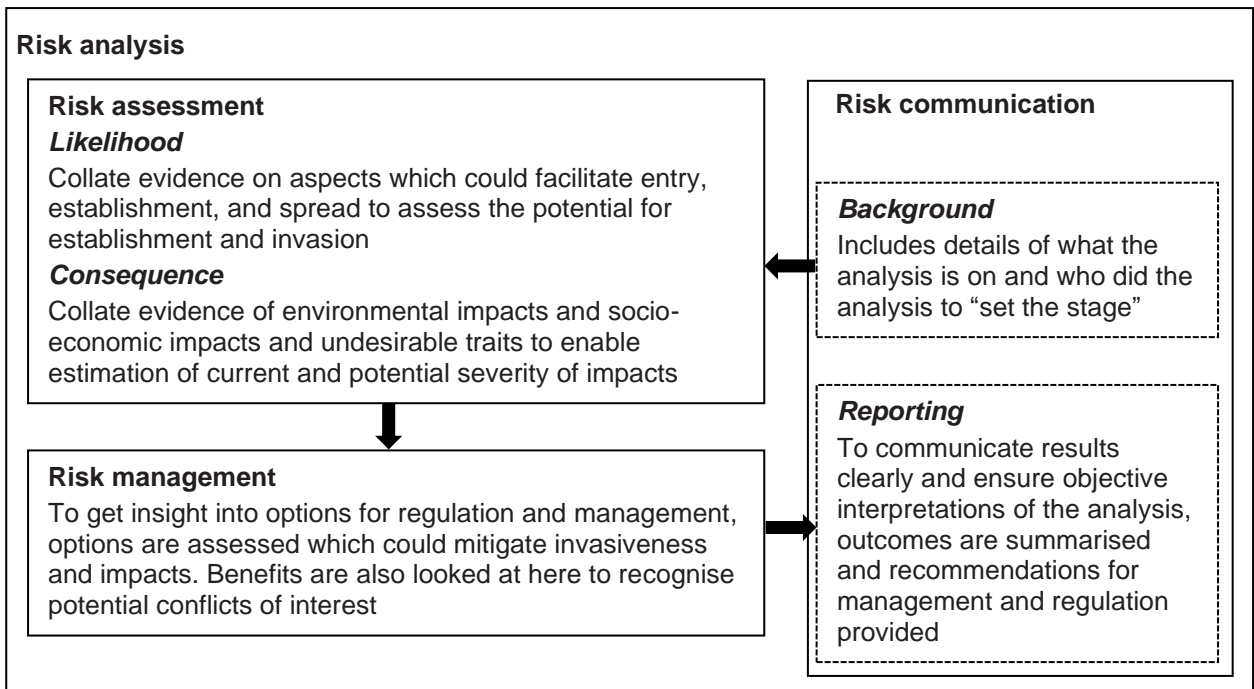 Risk analysis
Risk assessment
Likelihood
Collate evidence on aspects which could facilitate entry,
establishment, and spread to assess the potential for
establishment and invasion
Consequence
Collate evidence of environmental impacts and socio-
economic impacts and undesirable traits to enable
estimation of current and potential severity of impacts
Risk management
To get insight into options for regulation and management,
options are assessed which could mitigate invasiveness
and impacts. Benefits are also looked at here to recognise
potential conflicts of interest
Risk communication
Background
Includes details of what the
analysis is on and who did the
analysis to “set the stage”
Reporting
To communicate results
clearly and ensure objective
interpretations of the analysis,
outcomes are summarised
and recommendations for
management and regulation
provided